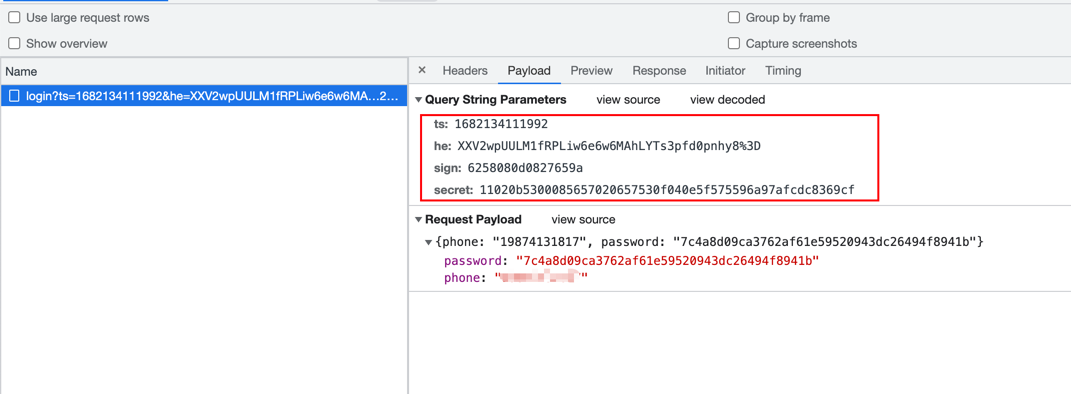 Use large request rows
Group by frame
Show overview
Capture screenshots
Name
× Headers Payload Preview Response Initiator Timing
login?ts=1682134111992&he=XXV2wpUULM1fRPLiw6e6w6MA...2...
Query String Parameters view source view decoded
ts: 1682134111992
he: XXV2wpUULM1fRPLiw6e6w6MAhLYTs3pfd0pnhy8%3D
sign: 6258080d0827659a
secret: 11020b5300085657020657530f040e5f575596a97afcdc8369cf
Request Payload view source
{phone: "19874131817", password: "7c4a8d09ca3762af61e59520943dc26494f8941b"}
password: "7c4a8d09ca3762af61e59520943dc26494f8941b"
phone: " "